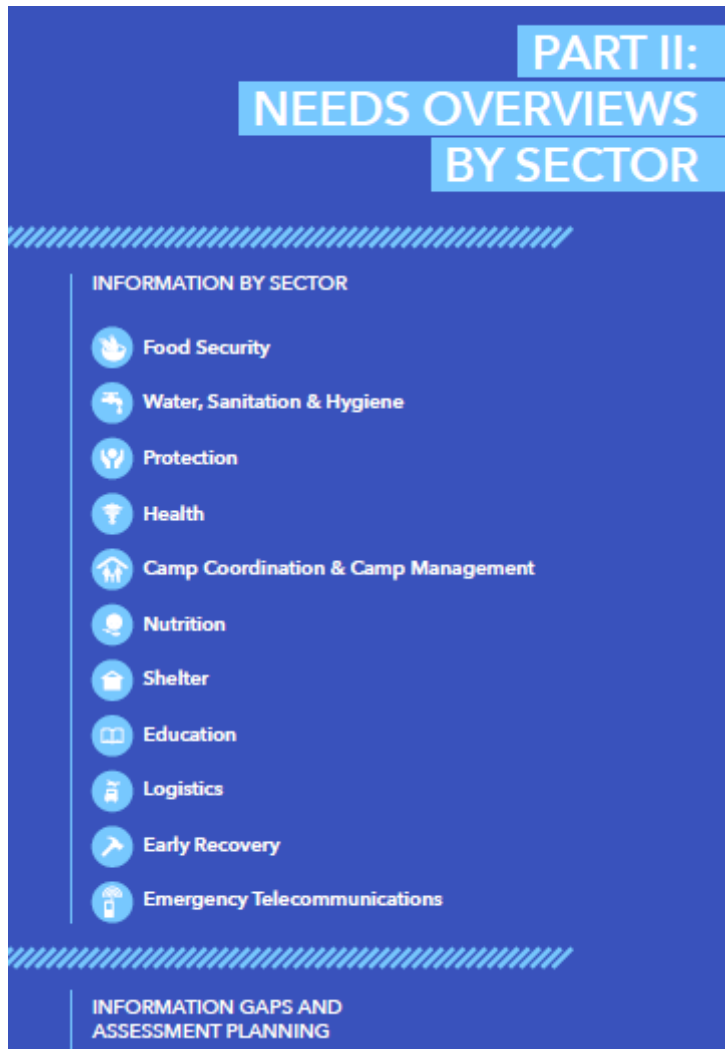 PART II:
NEEDS OVERVIEWS
BY SECTOR
INFORMATION BY SECTOR
Food Security
Water, Sanitation & Hygiene
Protection
Health
Camp Coordination & Camp Management
Nutrition
Shelter
Education
Logistics
Early Recovery
Emergency Telecommunications
INFORMATION GAPS AND
ASSESSMENT PLANNING